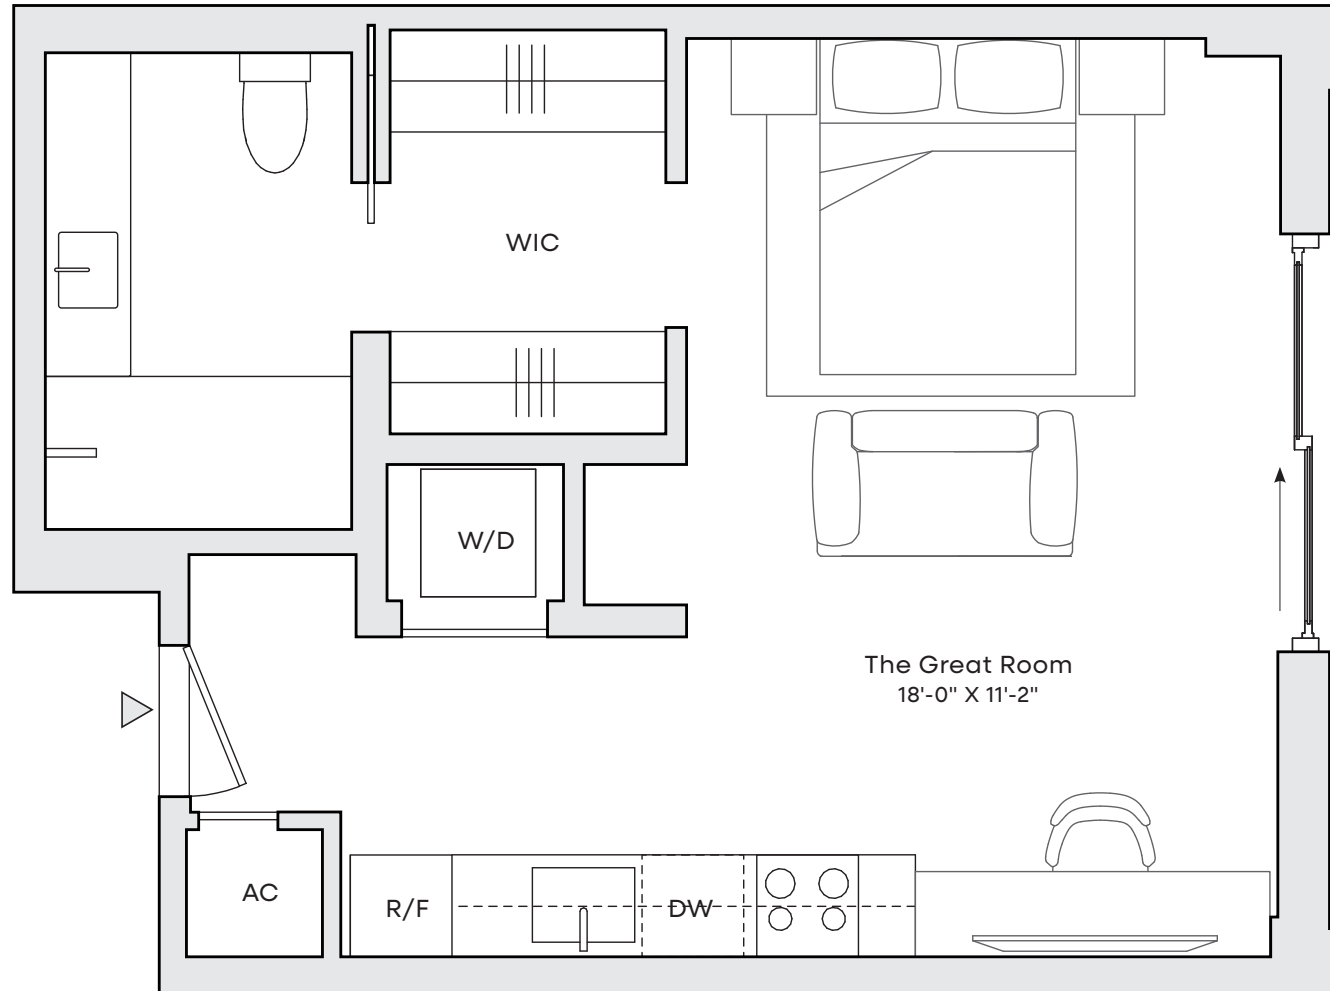 WIC
W/D
The Great Room
18'-0" X 11'-2"
AC
R/F
DW